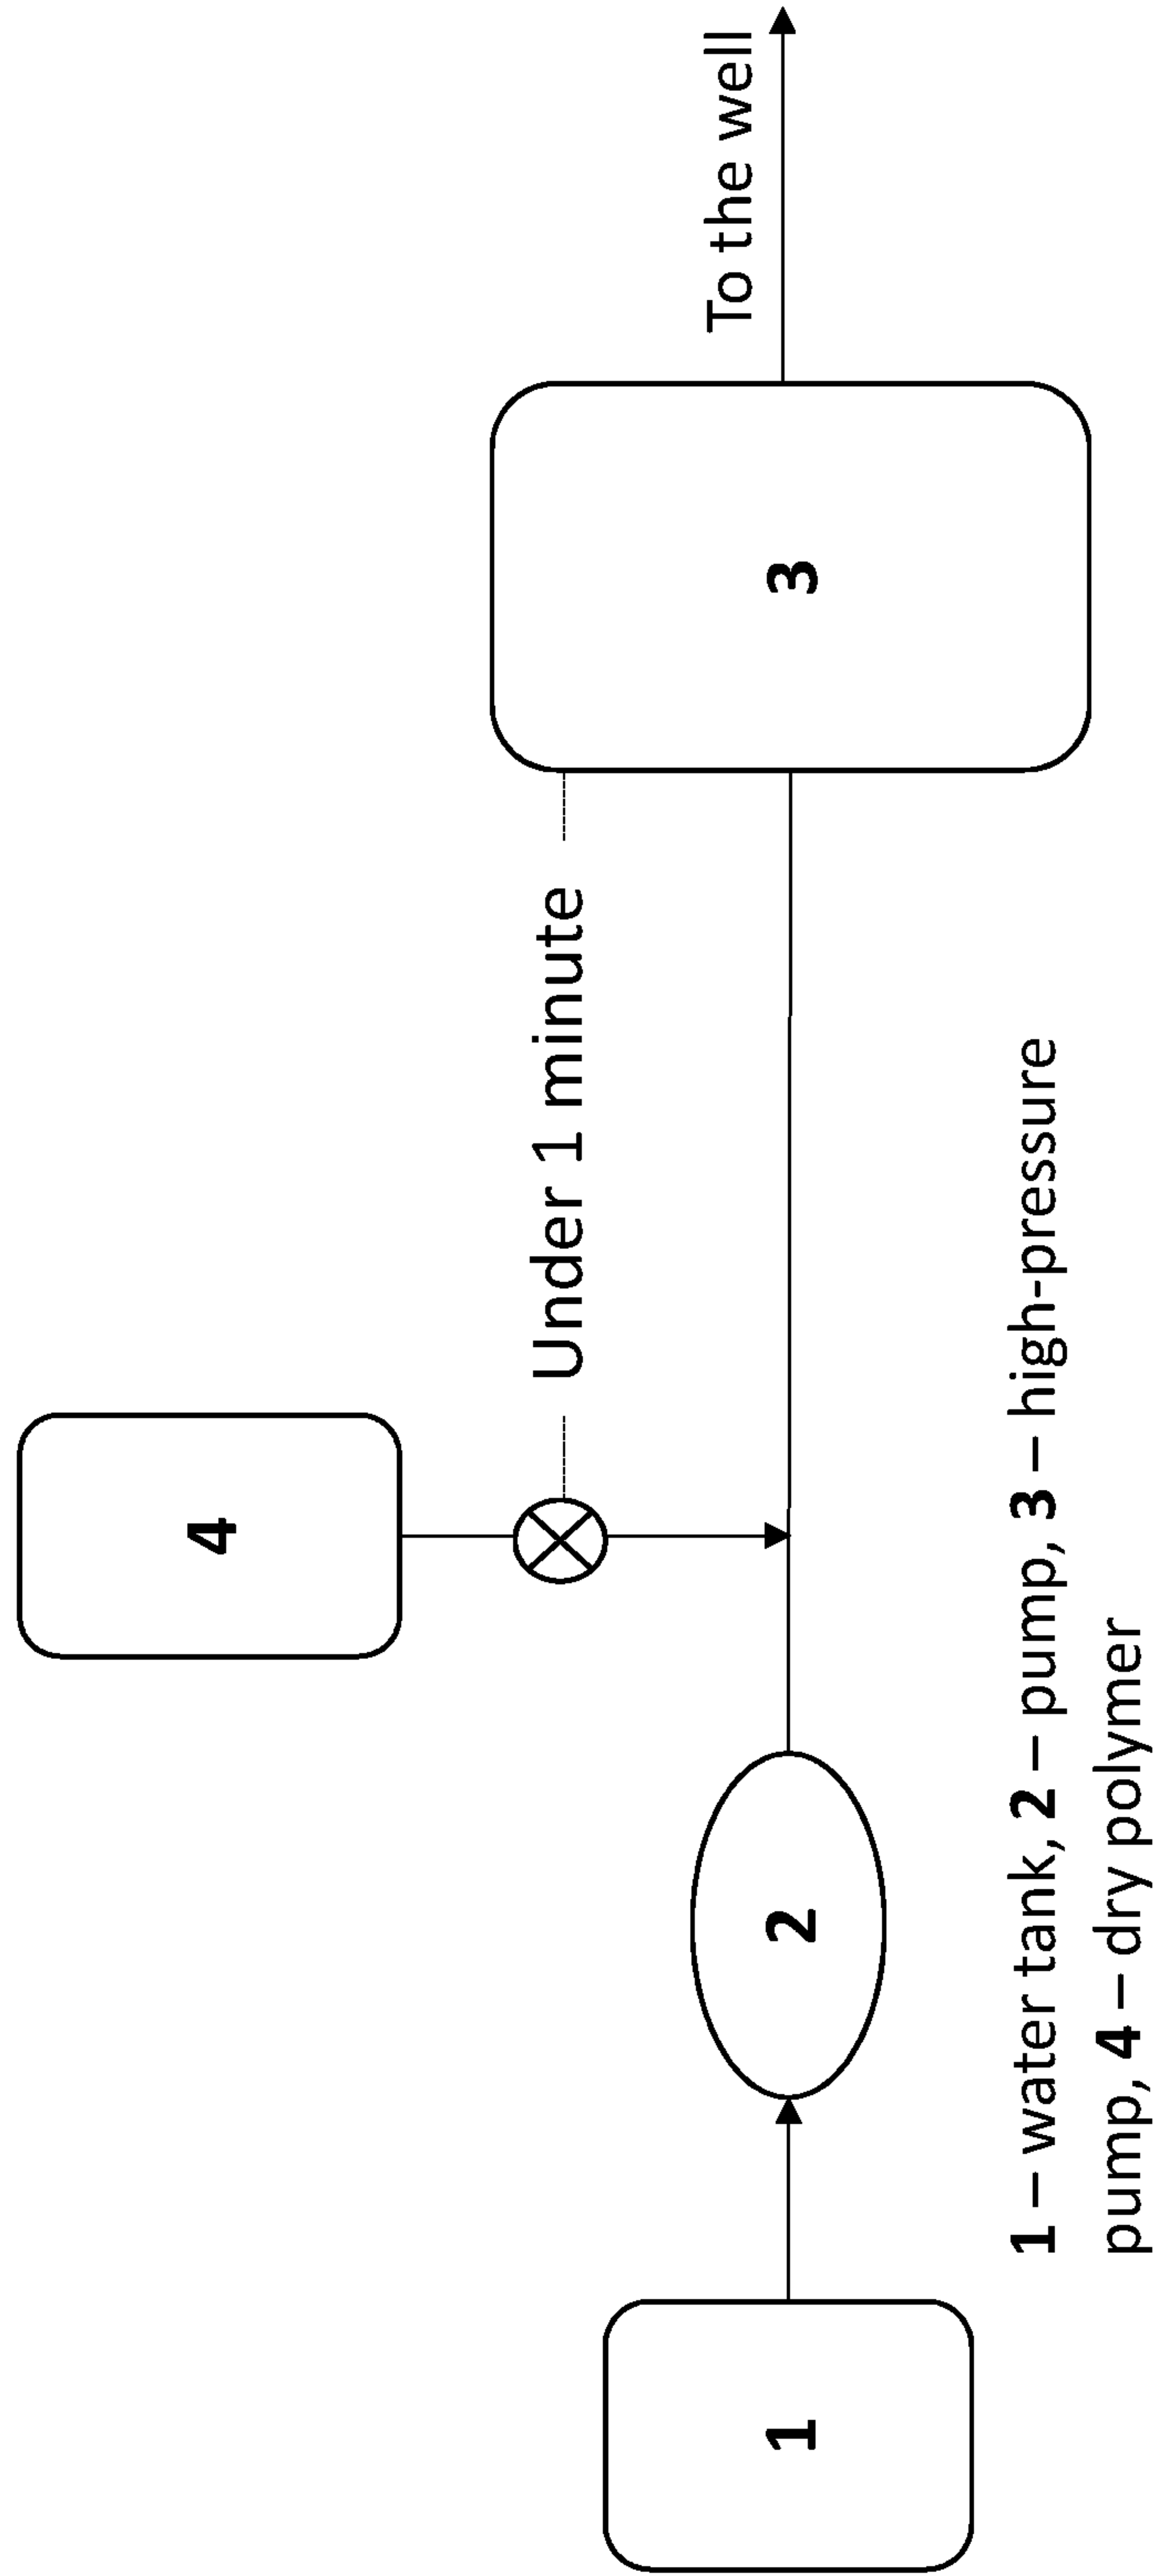 4
Under 1 minute
To the well
1
2
3
1 – water tank, 2 – pump, 3 – high-pressure
pump, 4 – dry polymer